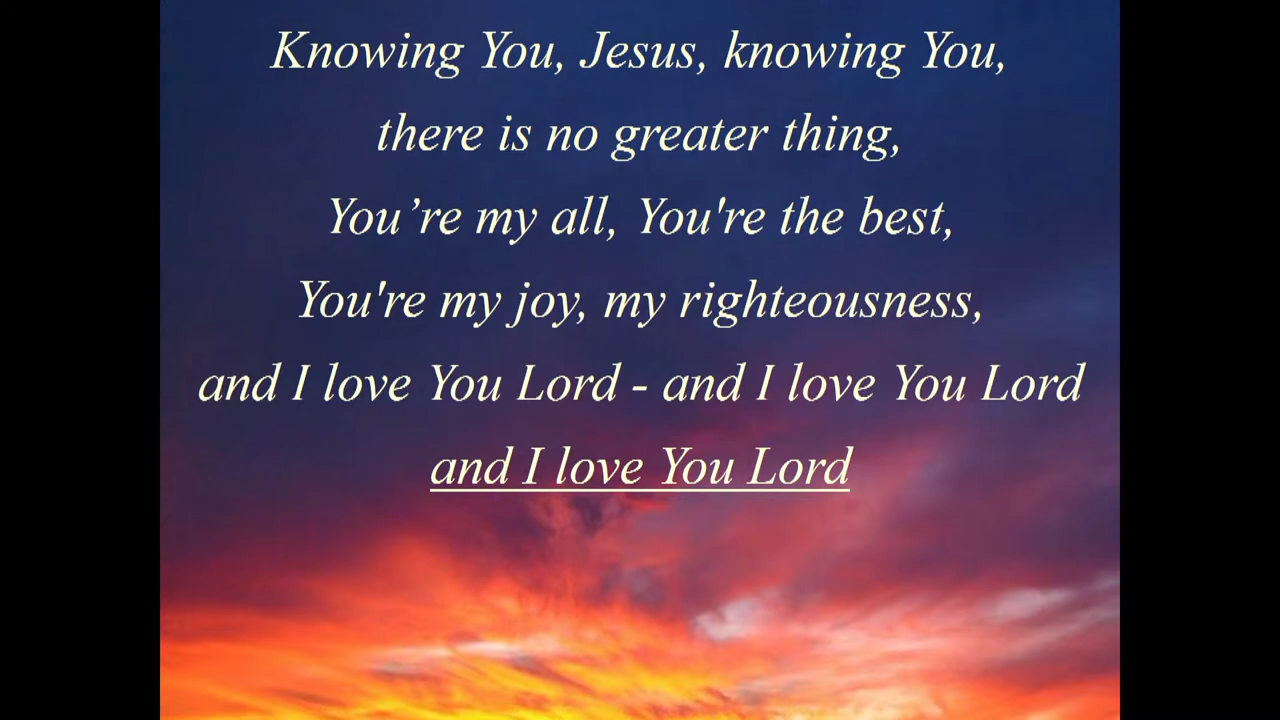 Knowing You, Jesus, knowing You,
there is no greater thing,
You’re my all, You're the best,
You're my joy, my righteousness,
and I love You Lord - and I love You Lord
and I love You Lord